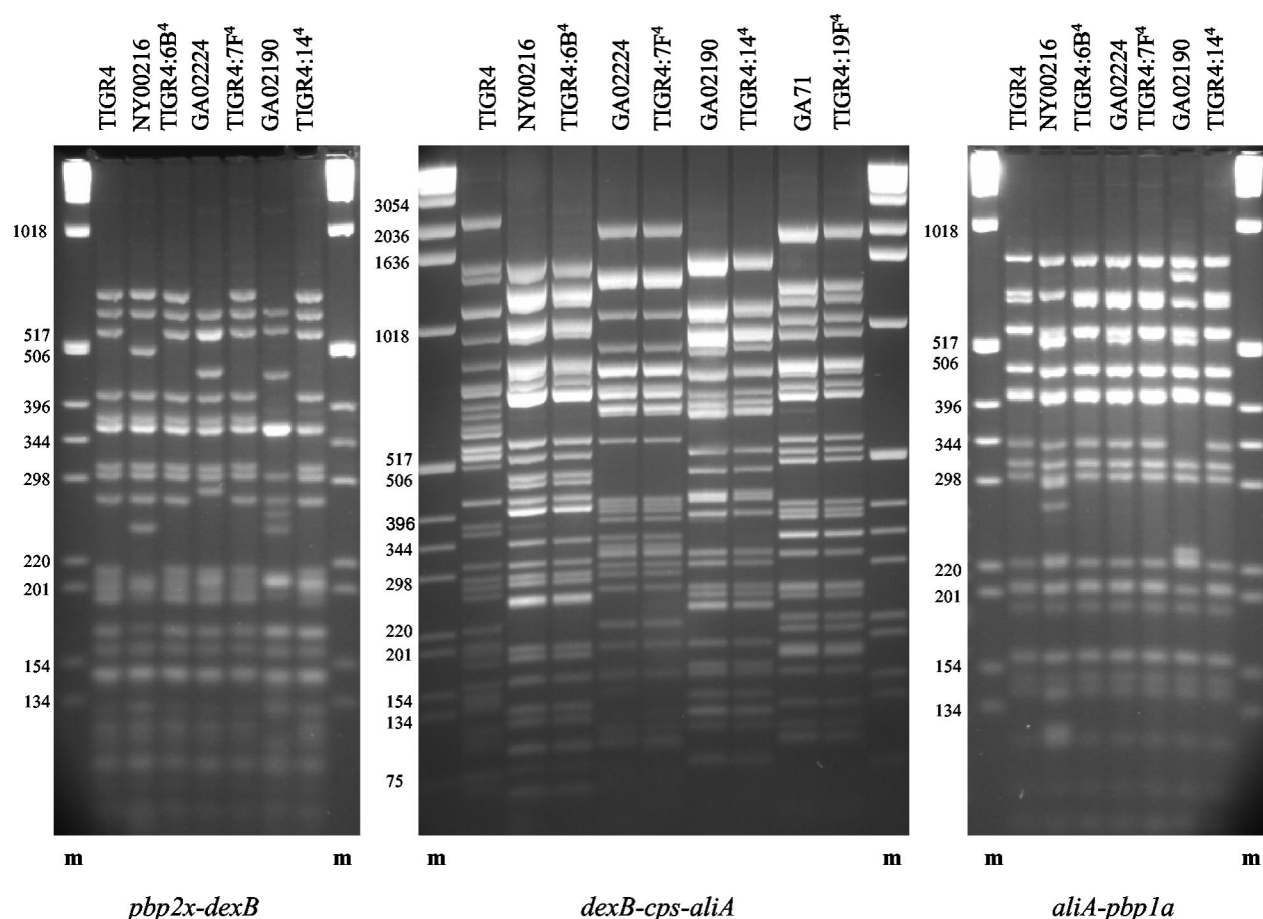 TIGR4
NY00216
TIGR4:6B⁴
GA02224
TIGR4:7F⁴
GA02190
TIGR4:14⁴
1018
517
506
396
344
298
220
201
154
134
m
m
pbp2x-dexB
TIGR4
NY00216
TIGR4:6B⁴
GA02224
TIGR4:7F⁴
GA02190
TIGR4:14⁴
GA71
TIGR4:19F⁴
3054
2036
1636
1018
517
506
396
344
298
220
201
154
134
75
m
m
dexB-cps-aliA
TIGR4
NY00216
TIGR4:6B⁴
GA02224
TIGR4:7F⁴
GA02190
TIGR4:14⁴
1018
517
506
396
344
298
220
201
154
134
m
m
aliA-pbp1a